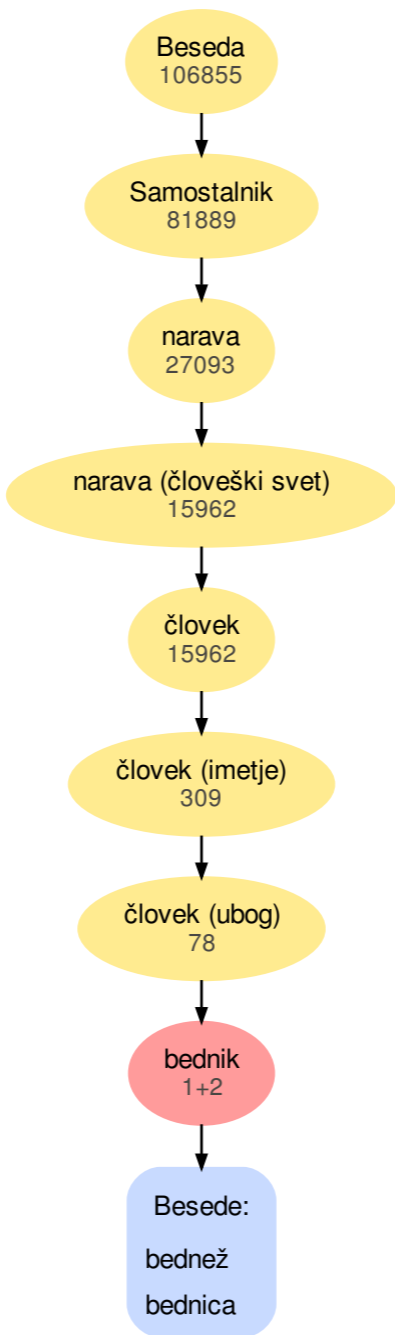 Beseda
106855
Samostalnik
81889
narava
27093
narava (človeški svet)
15962
človek
15962
človek (imetje)
309
človek (ubog)
78
bednik
1+2
Besede:
bednež
bednica